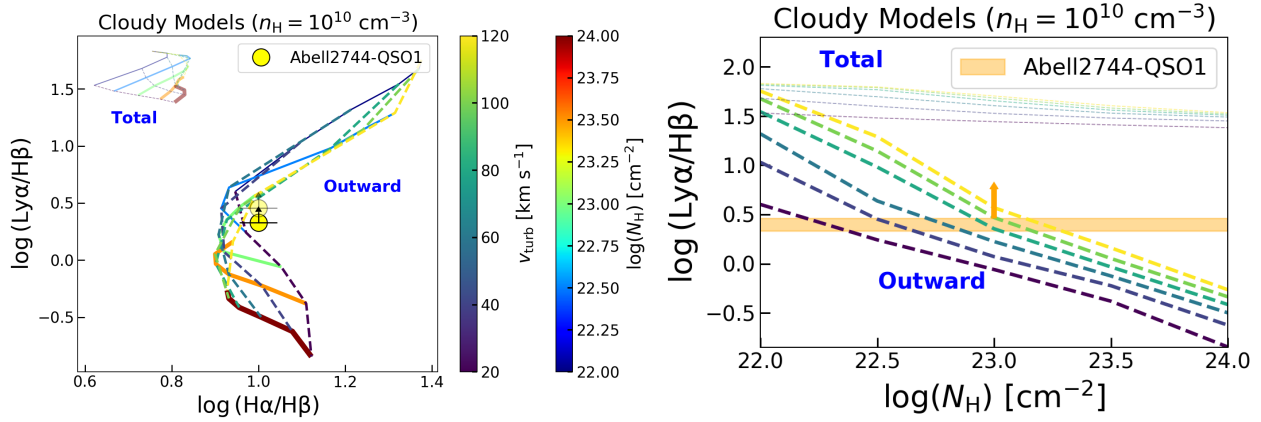 Cloudy Models (n_H = 10^10 cm^−3)
Abell2744-QSO1
Total
Outward
log (Lyα/Hβ)
1.5
1.0
0.5
0.0
−0.5
0.6 0.8 1.0 1.2 1.4
log (Hα/Hβ)
120
100
80
60
40
20
v_turb [km s^−1]
24.00
23.75
23.50
23.25
23.00
22.75
22.50
22.25
22.00
log(N_H) [cm^−2]
Cloudy Models (n_H = 10^10 cm^−3)
Total
Abell2744-QSO1
Outward
log (Lyα/Hβ)
2.0
1.5
1.0
0.5
0.0
−0.5
22.0 22.5 23.0 23.5 24.0
log(N_H) [cm^−2]